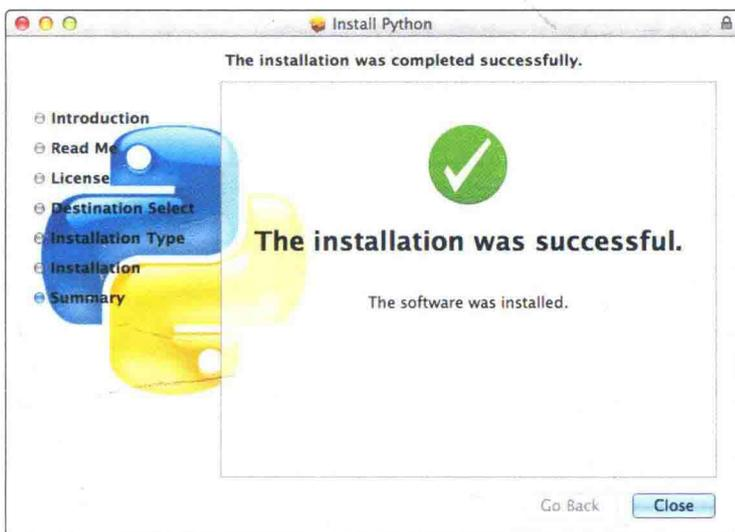 Install Python
The installation was completed successfully.
Introduction
Read Me
License
Destination Select
Installation Type
Installation
Summary
The installation was successful.
The software was installed.
Go Back
Close